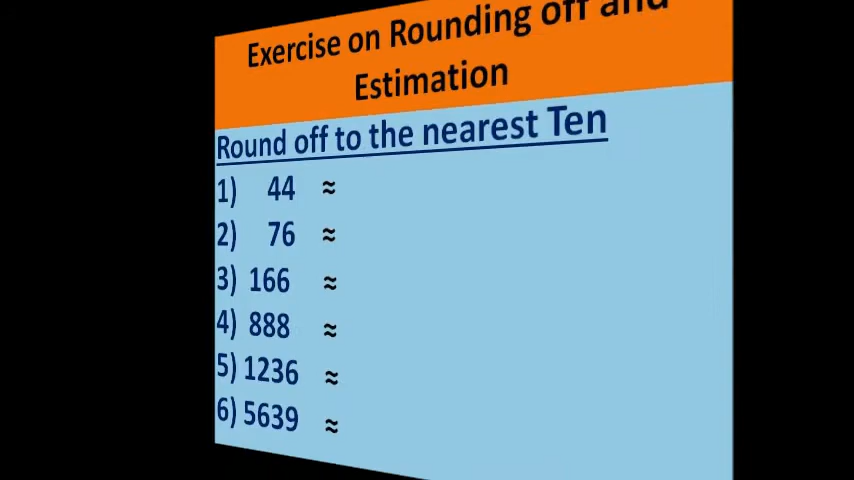 Exercise on Rounding off and
Estimation
Round off to the nearest Ten
1) 44 ≈
2) 76 ≈
3) 166 ≈
4) 888 ≈
5) 1236 ≈
6) 5639 ≈